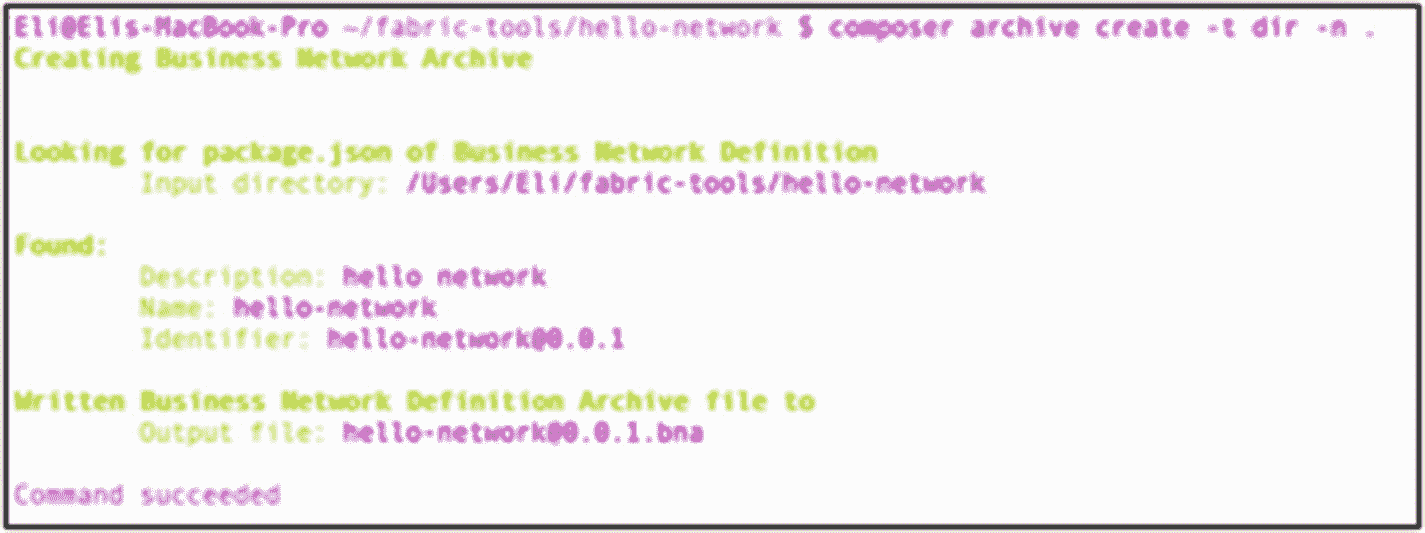 Eli@Elis-MacBook-Pro ~/fabric-tools/hello-network $ composer archive create -t dir -n .
Creating Business Network Archive
Looking for package.json of Business Network Definition
Input directory: /Users/Eli/fabric-tools/hello-network
Found:
Description: hello network
Name: hello-network
Identifier: hello-network@0.0.1
Written Business Network Definition Archive file to
Output file: hello-network@0.0.1.bna
Command succeeded